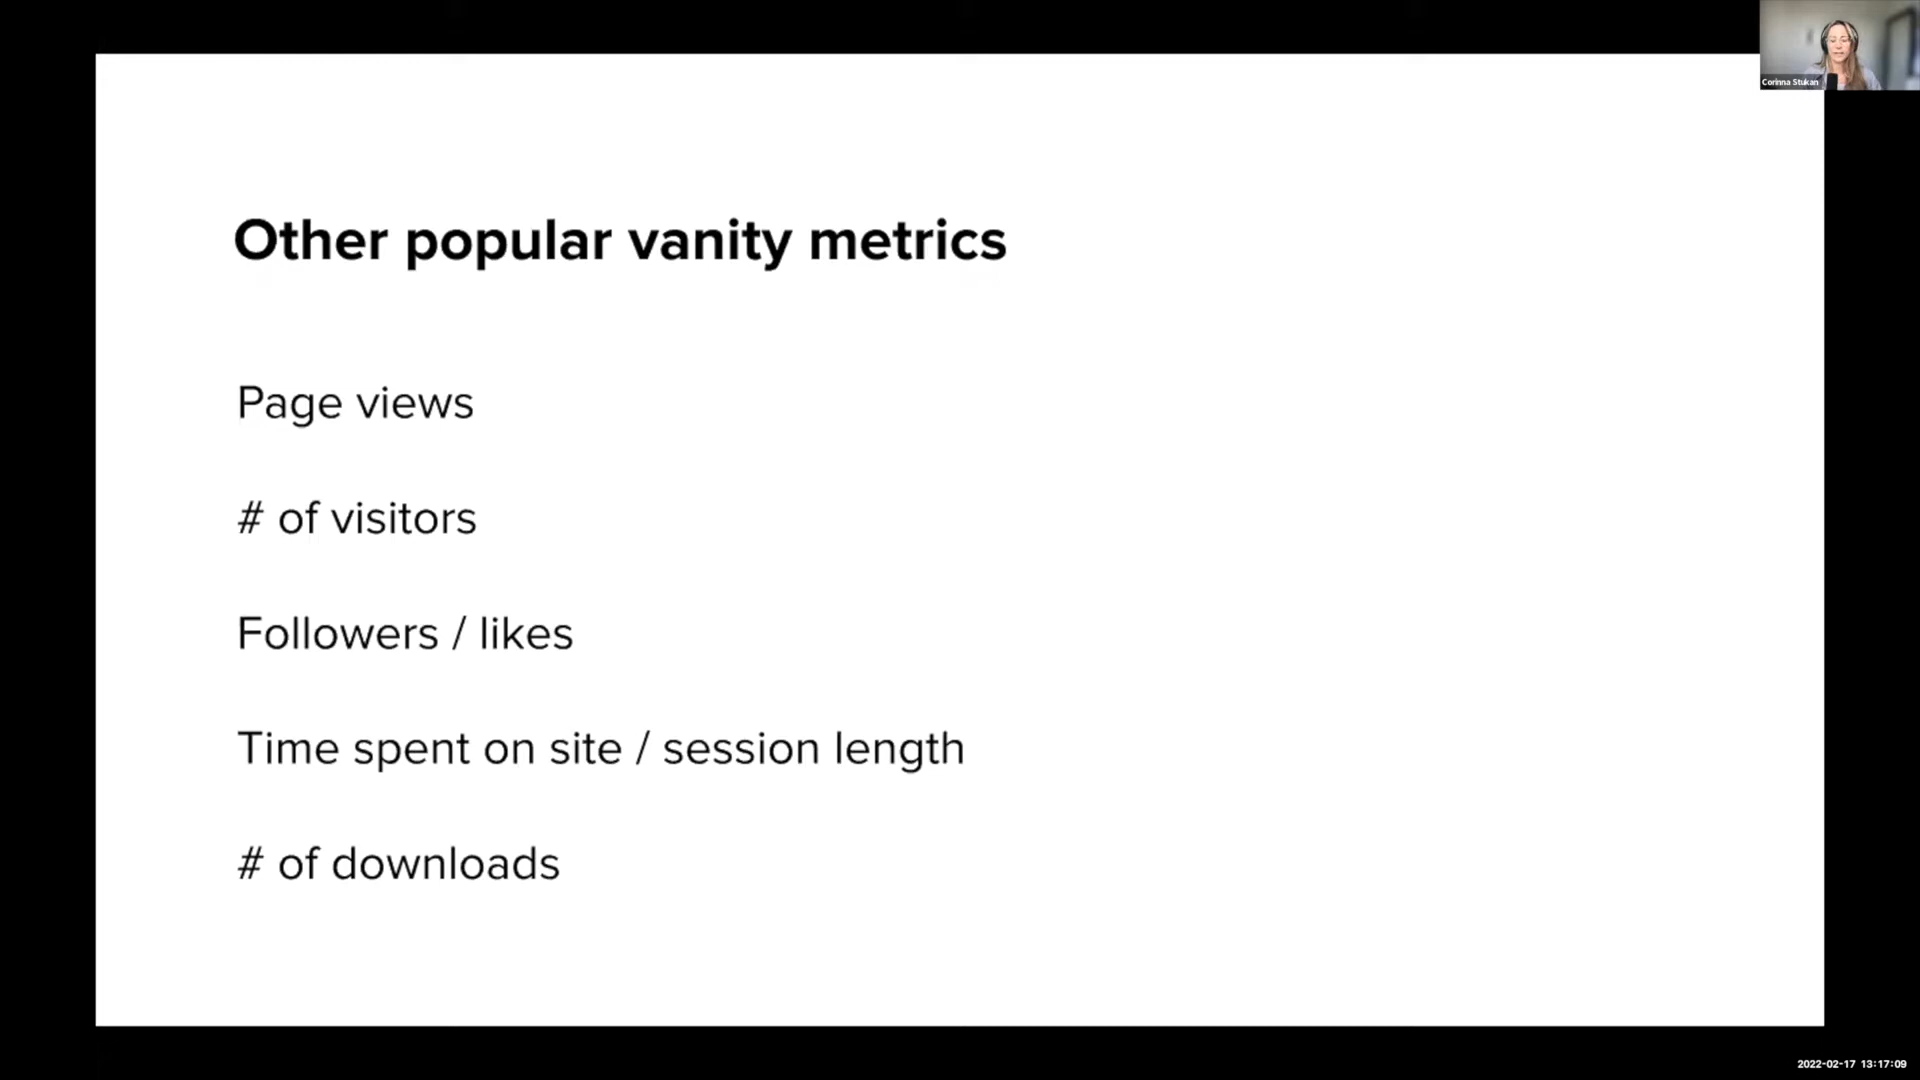 Corinna Stukan
Other popular vanity metrics
Page views
# of visitors
Followers / likes
Time spent on site / session length
# of downloads
2022-02-17 13:17:09